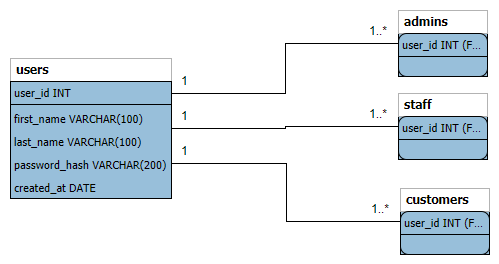 users
user_id INT
first_name VARCHAR(100)
last_name VARCHAR(100)
password_hash VARCHAR(200)
created_at DATE
1
1
1
1..*
1..*
1..*
admins
user_id INT (F...
staff
user_id INT (F...
customers
user_id INT (F...